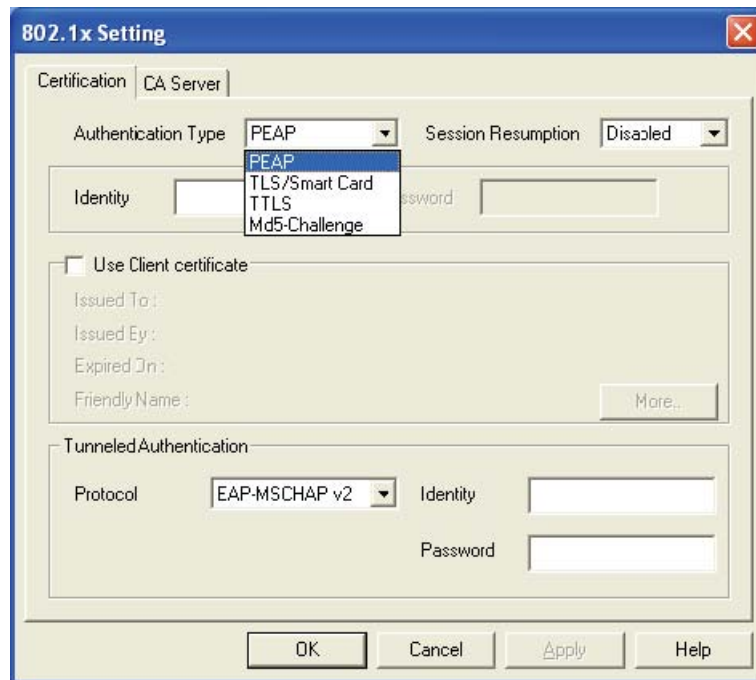 802.1x Setting
Certification CA Server
Authentication Type PEAP Session Resumption Disabled
PEAP
TLS/Smart Card
TTLS
Md5-Challenge
Identity ssword
Use Client certificate
Issued To :
Issued By :
Expired On :
Friendly Name :
More..
Tunneled Authentication
Protocol EAP-MSCHAP v2 Identity
Password
OK Cancel Apply Help